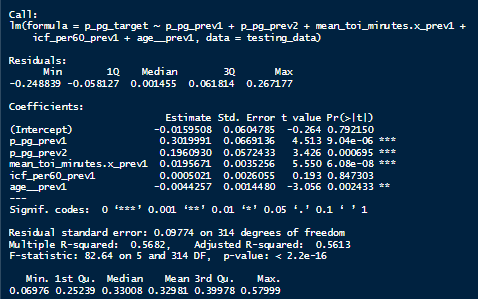 Call:
lm(formula = p_pg_target ~ p_pg_prev1 + p_pg_prev2 + mean_toi_minutes.x_prev1 +
    icf_per60_prev1 + age__prev1, data = testing_data)
Residuals:
      Min        1Q    Median        3Q       Max
-0.248839 -0.058127  0.001455  0.061814  0.267177
Coefficients:
                           Estimate Std. Error t value Pr(>|t|)
(Intercept)              -0.0159508  0.0604785  -0.264 0.792150
p_pg_prev1                0.3019991  0.0669136   4.513 9.04e-06 ***
p_pg_prev2                0.1960930  0.0572433   3.426 0.000695 ***
mean_toi_minutes.x_prev1  0.0195671  0.0035256   5.550 6.08e-08 ***
icf_per60_prev1           0.0005021  0.0026055   0.193 0.847303
age__prev1               -0.0044257  0.0014480  -3.056 0.002433 **
---
Signif. codes:  0 ‘***’ 0.001 ‘**’ 0.01 ‘*’ 0.05 ‘.’ 0.1 ‘ ’ 1
Residual standard error: 0.09774 on 314 degrees of freedom
Multiple R-squared:  0.5682,    Adjusted R-squared:  0.5613
F-statistic: 82.64 on 5 and 314 DF,  p-value: < 2.2e-16
   Min. 1st Qu.  Median    Mean 3rd Qu.    Max.
0.06976 0.25239 0.33008 0.32981 0.39978 0.57999